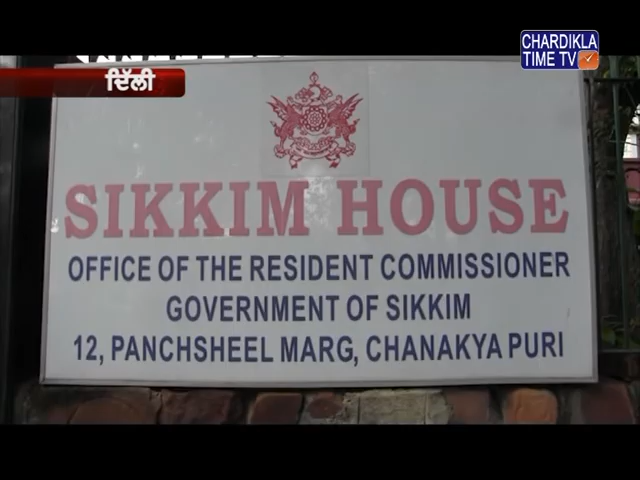 CHARDIKLA
TIME TV
ਦਿੱਲੀ
SIKKIM HOUSE
OFFICE OF THE RESIDENT COMMISSIONER
GOVERNMENT OF SIKKIM
12, PANCHSHEEL MARG, CHANAKYA PURI